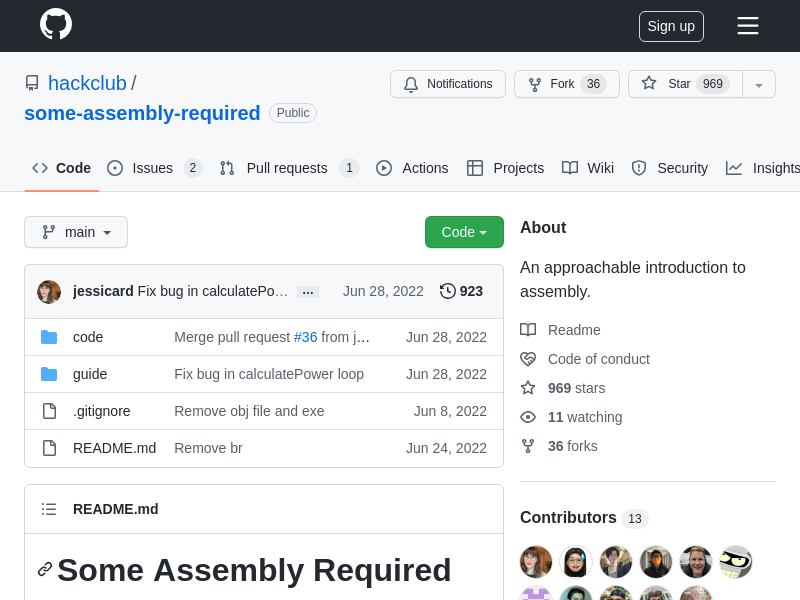 Sign up
hackclub / some-assembly-required Public
Notifications Fork 36 Star 969
Code Issues 2 Pull requests 1 Actions Projects Wiki Security Insights
main Code
jessicard Fix bug in calculatePo… … Jun 28, 2022 923
code Merge pull request #36 from j… Jun 28, 2022
guide Fix bug in calculatePower loop Jun 28, 2022
.gitignore Remove obj file and exe Jun 8, 2022
README.md Remove br Jun 24, 2022
README.md
Some Assembly Required
About
An approachable introduction to
assembly.
Readme
Code of conduct
969 stars
11 watching
36 forks
Contributors 13